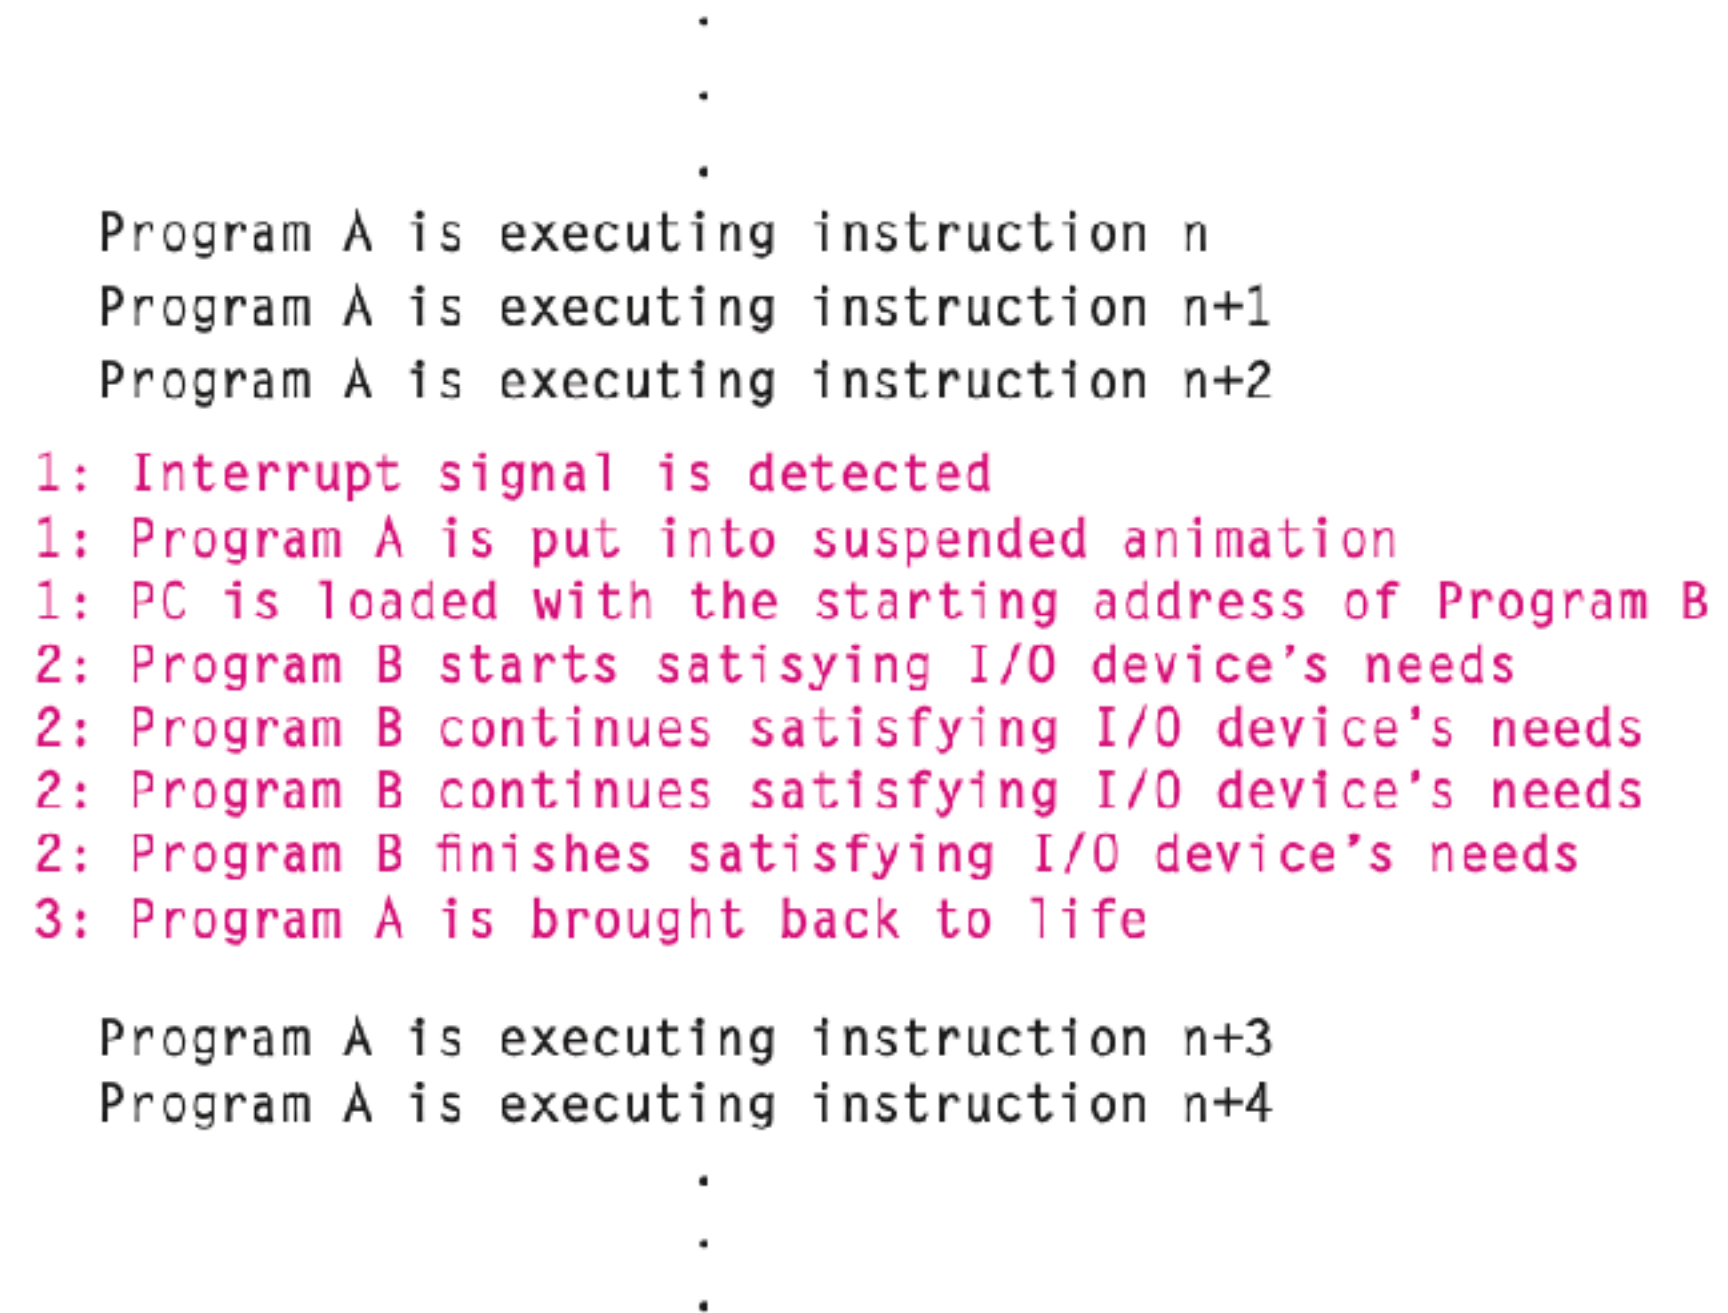 .
.
.
Program A is executing instruction n
Program A is executing instruction n+1
Program A is executing instruction n+2
1: Interrupt signal is detected
1: Program A is put into suspended animation
1: PC is loaded with the starting address of Program B
2: Program B starts satisying I/O device's needs
2: Program B continues satisfying I/O device's needs
2: Program B continues satisfying I/O device's needs
2: Program B finishes satisfying I/O device's needs
3: Program A is brought back to life
Program A is executing instruction n+3
Program A is executing instruction n+4
.
.
.